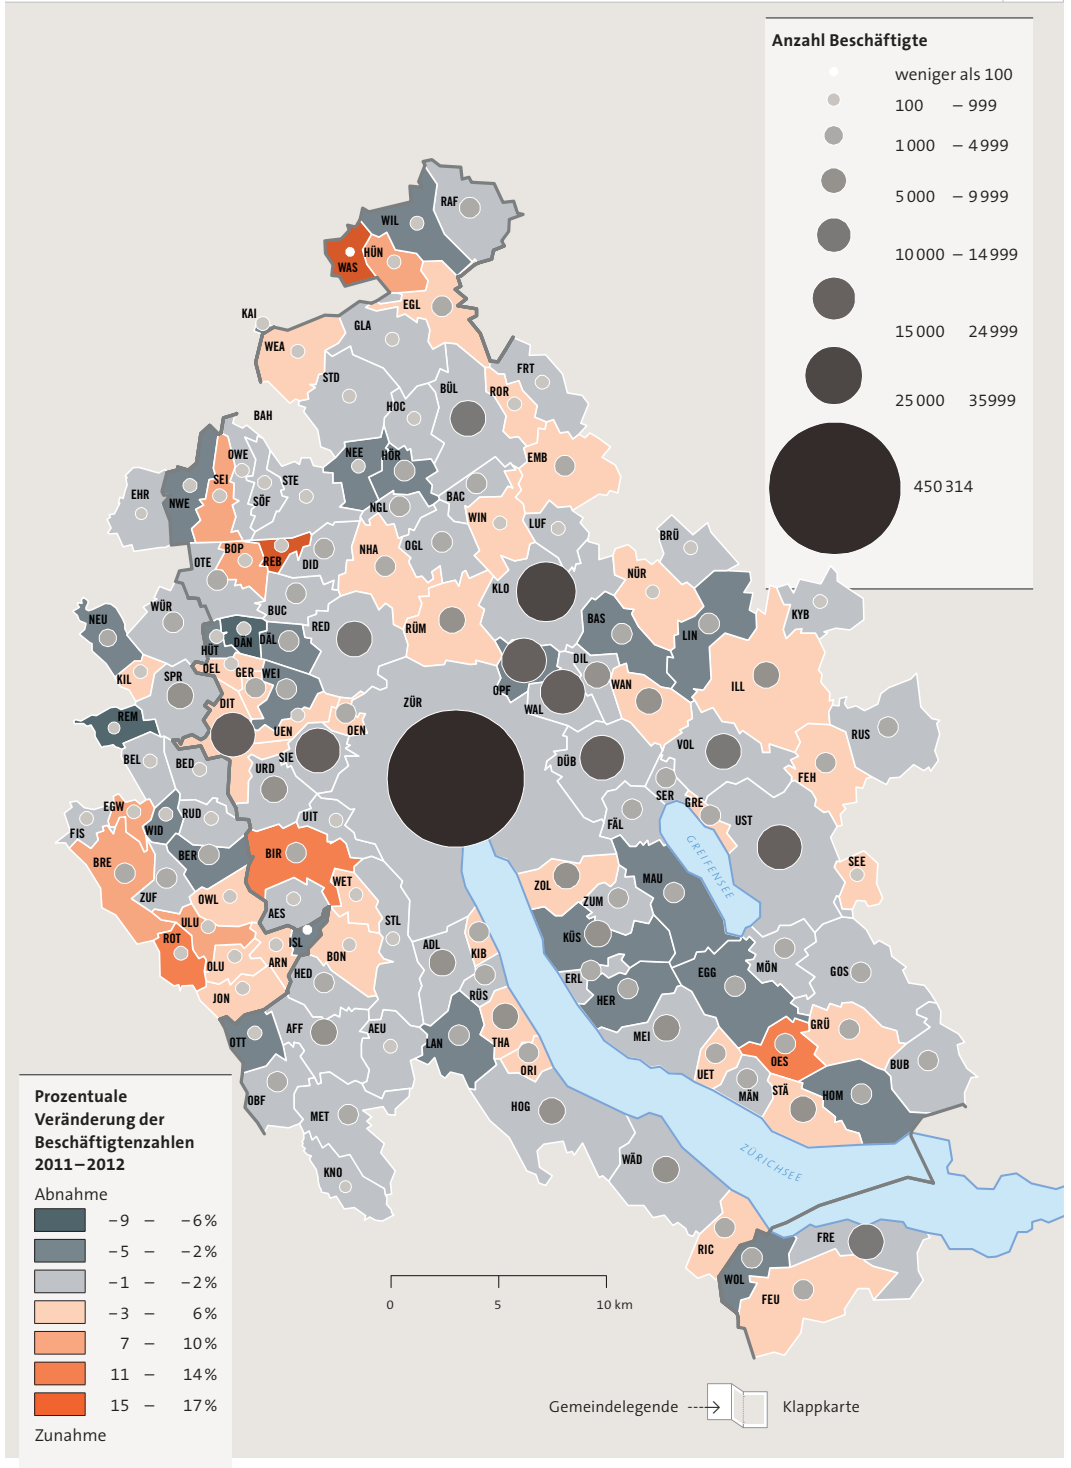 Anzahl Beschäftigte
weniger als 100
100 – 999
1 000 – 4 999
5 000 – 9 999
10 000 – 14 999
15 000 24 999
25 000 35999
450 314
RAF
WIL
HÜN
WAS
EGL
KAI
GLA
WEA
FRT
STD
BÜL
ROR
HOC
BAH
OWE
NEE
HÖR
EMB
SEI
STE
EHR
NWE
SÖF
BAC
NGL
WIN
LUF
BRÜ
BOP
NHA
OGL
OTE
REB
DID
NÜR
KLO
WÜR
BUC
KYB
NEU
RED
RÜM
BAS
LIN
HÜT
DÄN
DÄL
DIL
OEL
GER
WEI
KIL
SPR
OPF
WAN
ILL
DIT
ZÜR
WAL
REM
UEN
OEN
RUS
VOL
BEL
BED
SIE
DÜB
URD
FEH
SER
GRE
EGW
RUD
UIT
FÄL
UST
FIS
WID
GREIFENSEE
BIR
BER
BRE
SEE
WET
MAU
ZOL
ZUF
OWL
ZUM
AES
ULU
STL
ROT
ISL
ADL
KÜS
KIB
BON
OLU
ARN
MÖN
HED
GOS
EGG
ERL
RÜS
HER
JON
AFF
AEU
GRÜ
OTT
LAN
THA
MEI
OES
BUB
ORI
UET
OBF
MÄN
STÄ
HOM
MET
HOG
WÄD
ZÜRICHSEE
KNO
RIC
FRE
WOL
FEU
Prozentuale
Veränderung der
Beschäftigtenzahlen
2011–2012
Abnahme
–9 – –6%
–5 – –2%
–1 – –2%
–3 – 6%
7 – 10%
11 – 14%
15 – 17%
Zunahme
0 5 10 km
Gemeindelegende Klappkarte